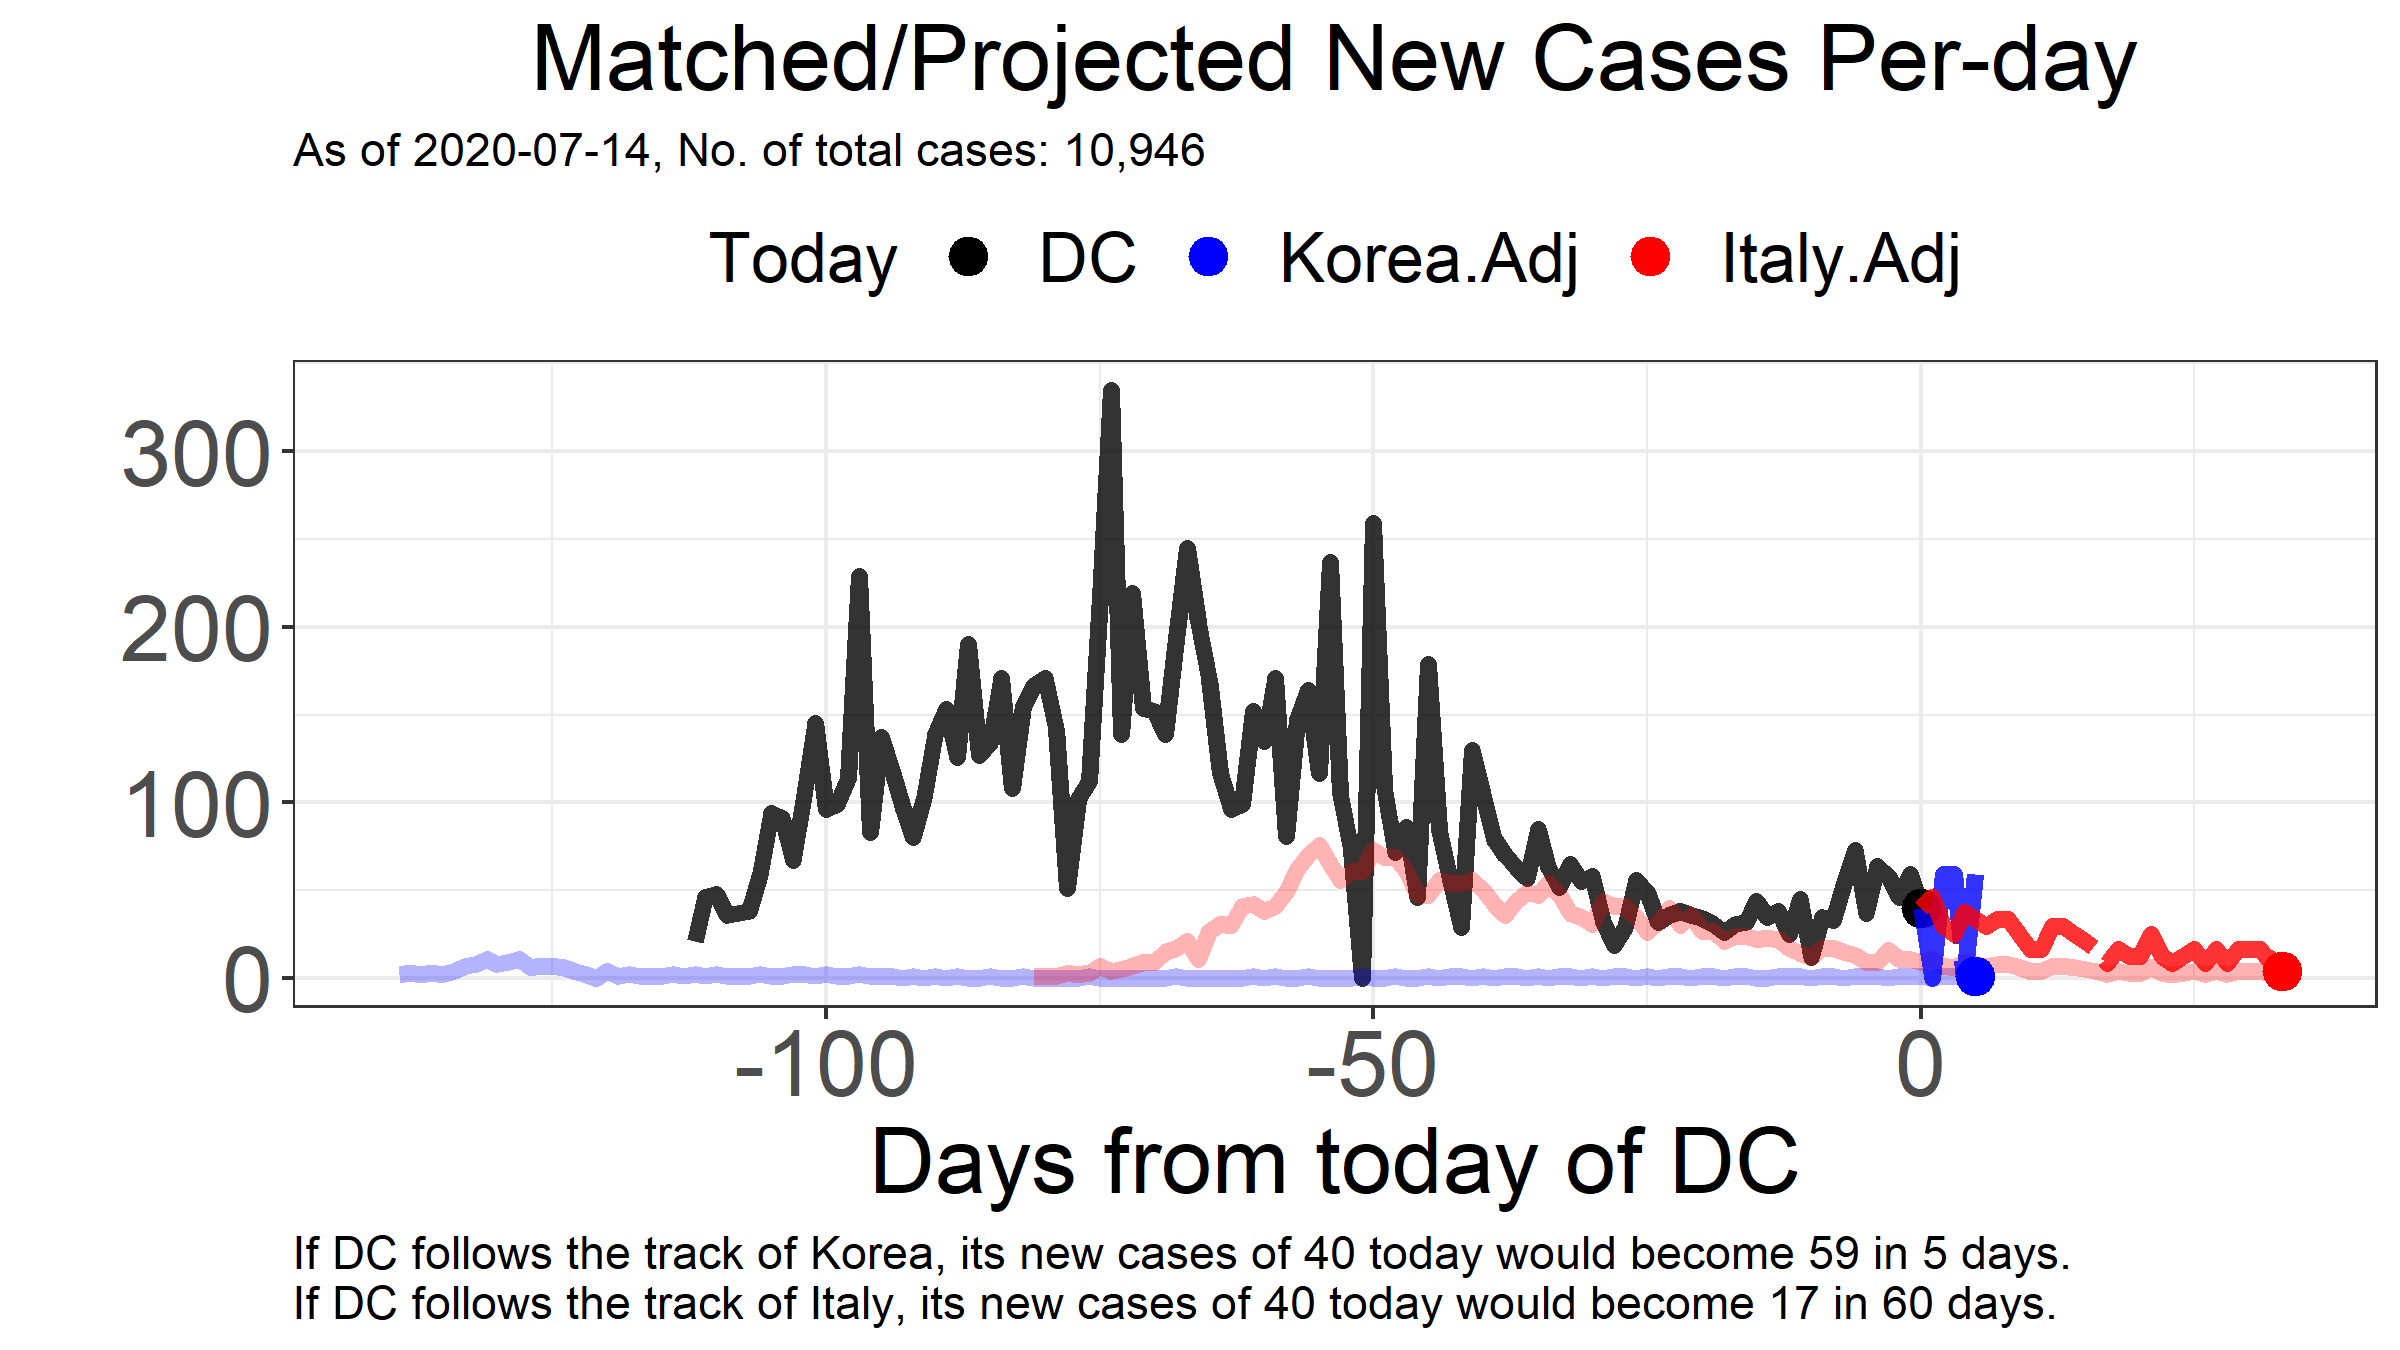 Matched/Projected New Cases Per-day
As of 2020-07-14, No. of total cases: 10,946
Today DC Korea.Adj Italy.Adj
300
200
100
0
-100 -50 0
Days from today of DC
If DC follows the track of Korea, its new cases of 40 today would become 59 in 5 days.
If DC follows the track of Italy, its new cases of 40 today would become 17 in 60 days.